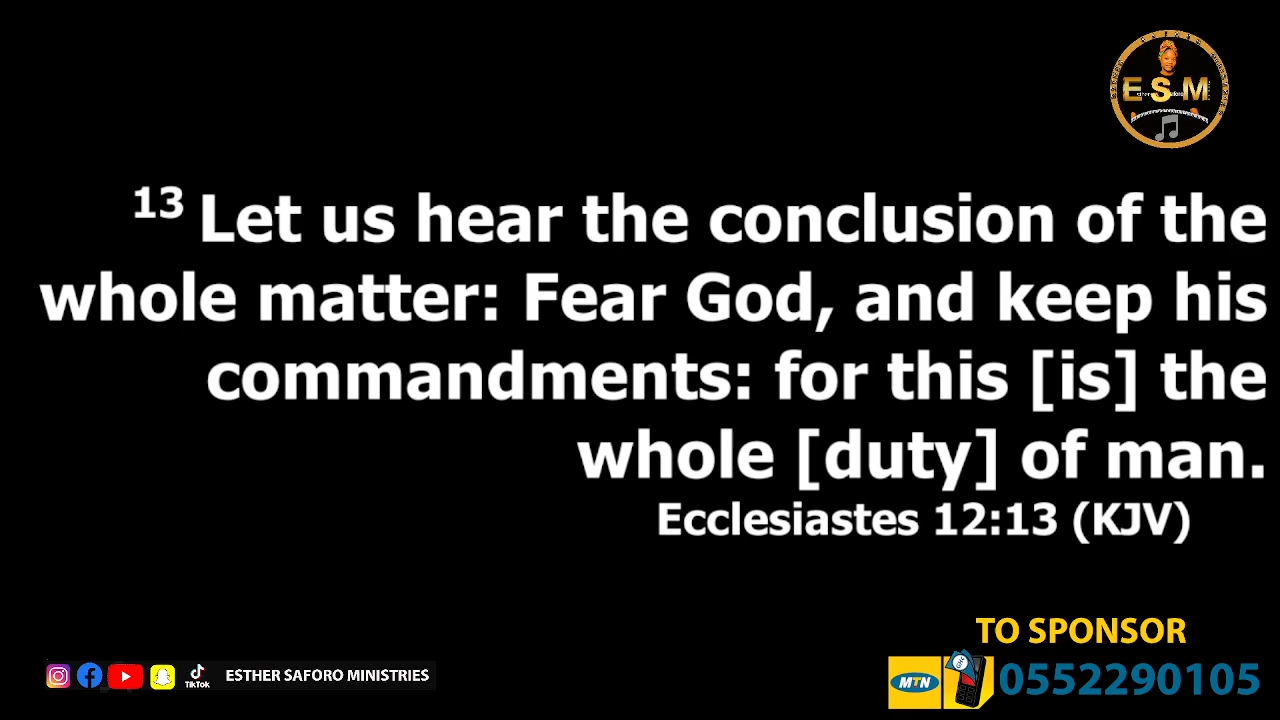 E S M
13 Let us hear the conclusion of the
whole matter: Fear God, and keep his
commandments: for this [is] the
whole [duty] of man.
Ecclesiastes 12:13 (KJV)
TO SPONSOR
MTN 0552290105
TikTok ESTHER SAFORO MINISTRIES